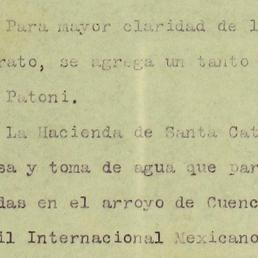 Para mayor claridad de l
rato, se agrega un tanto
Patoni.
La Hacienda de Santa Cat
sa y toma de agua que par
das en el arroyo de Cuenc
il Internacional Mexicano